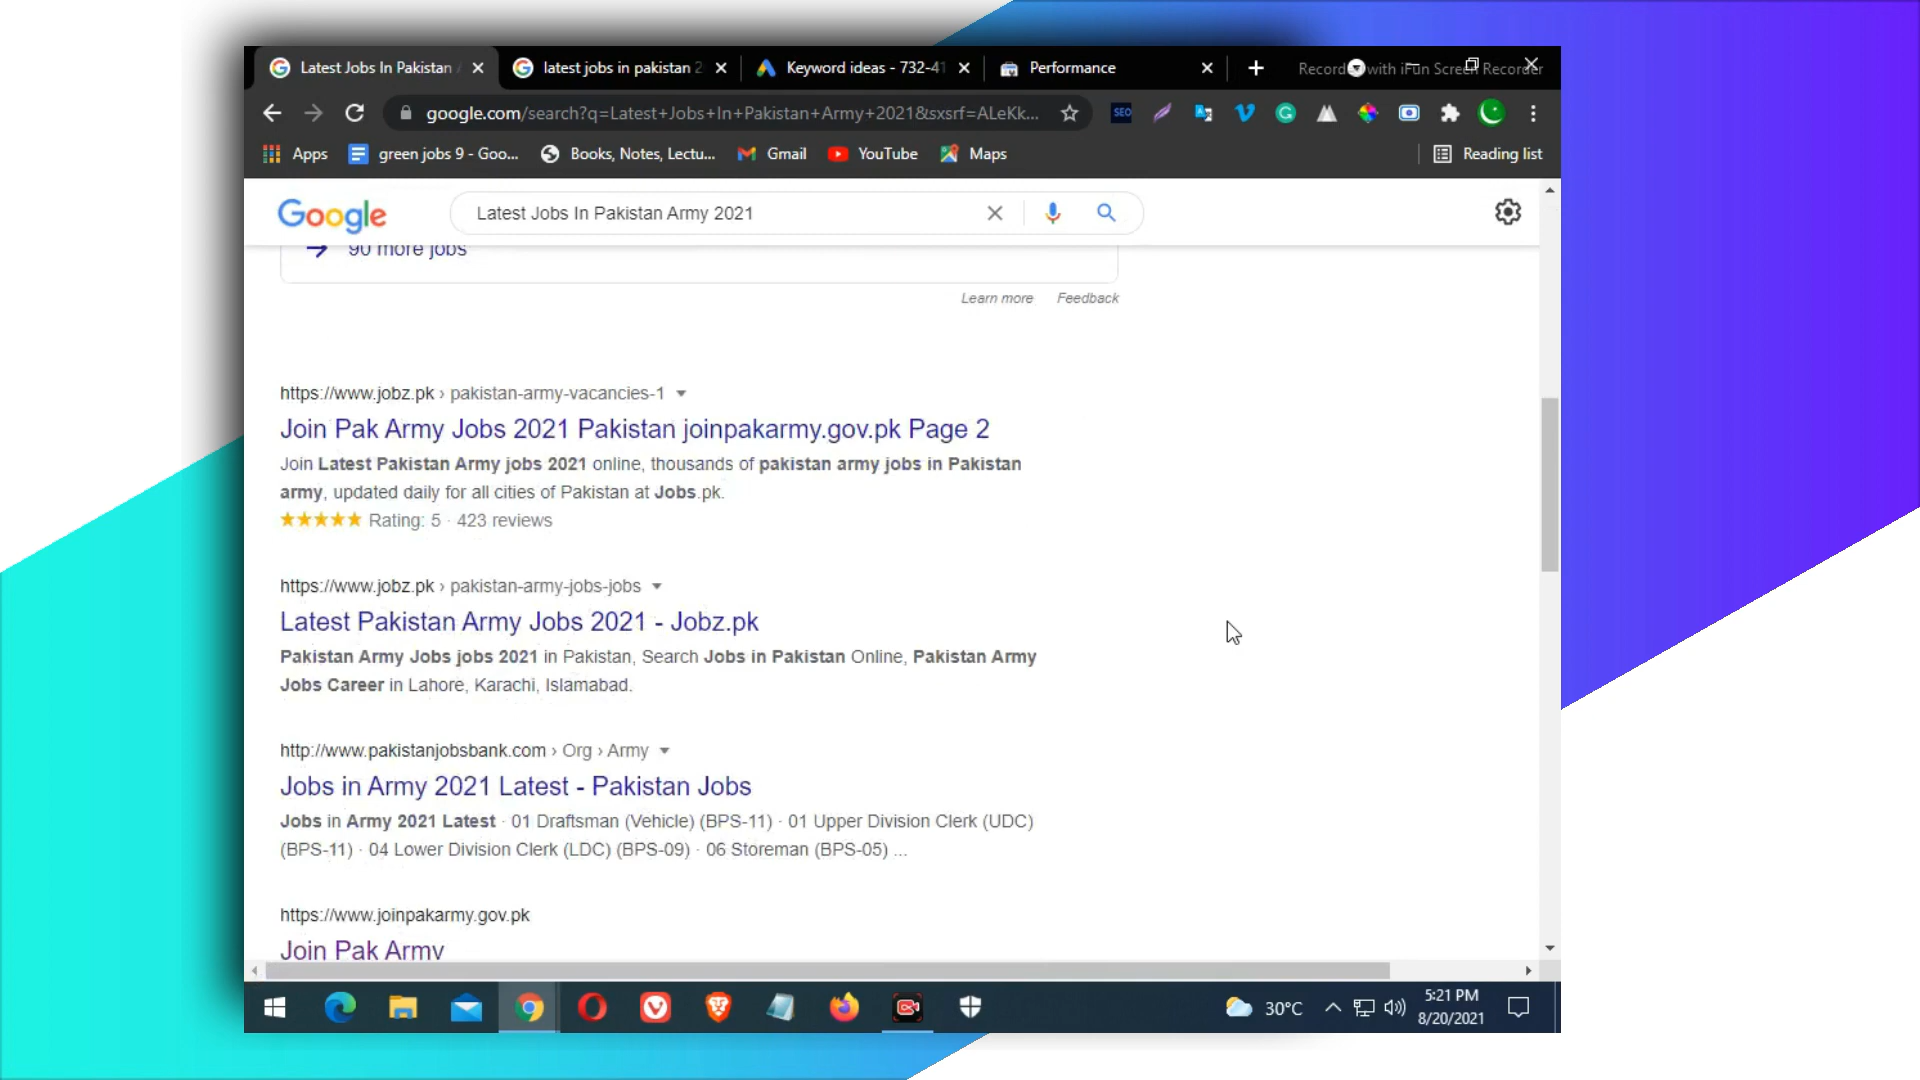 Latest Jobs In Pakistan
latest jobs in pakistan 2
Keyword ideas - 732-41
Performance
Recorded with iFun Screen Recorder
google.com/search?q=Latest+Jobs+In+Pakistan+Army+2021&sxsrf=ALeKk...
SEO
Apps
green jobs 9 - Goo...
Books, Notes, Lectu...
Gmail
YouTube
Maps
Reading list
Google
Latest Jobs In Pakistan Army 2021
90 more jobs
Learn more Feedback
https://www.jobz.pk › pakistan-army-vacancies-1
Join Pak Army Jobs 2021 Pakistan joinpakarmy.gov.pk Page 2
Join Latest Pakistan Army jobs 2021 online, thousands of pakistan army jobs in Pakistan
army, updated daily for all cities of Pakistan at Jobs.pk.
Rating: 5 · 423 reviews
https://www.jobz.pk › pakistan-army-jobs-jobs
Latest Pakistan Army Jobs 2021 - Jobz.pk
Pakistan Army Jobs jobs 2021 in Pakistan, Search Jobs in Pakistan Online, Pakistan Army
Jobs Career in Lahore, Karachi, Islamabad.
http://www.pakistanjobsbank.com › Org › Army
Jobs in Army 2021 Latest - Pakistan Jobs
Jobs in Army 2021 Latest · 01 Draftsman (Vehicle) (BPS-11) · 01 Upper Division Clerk (UDC)
(BPS-11) · 04 Lower Division Clerk (LDC) (BPS-09) · 06 Storeman (BPS-05) ...
https://www.joinpakarmy.gov.pk
Join Pak Army
30°C
5:21 PM
8/20/2021